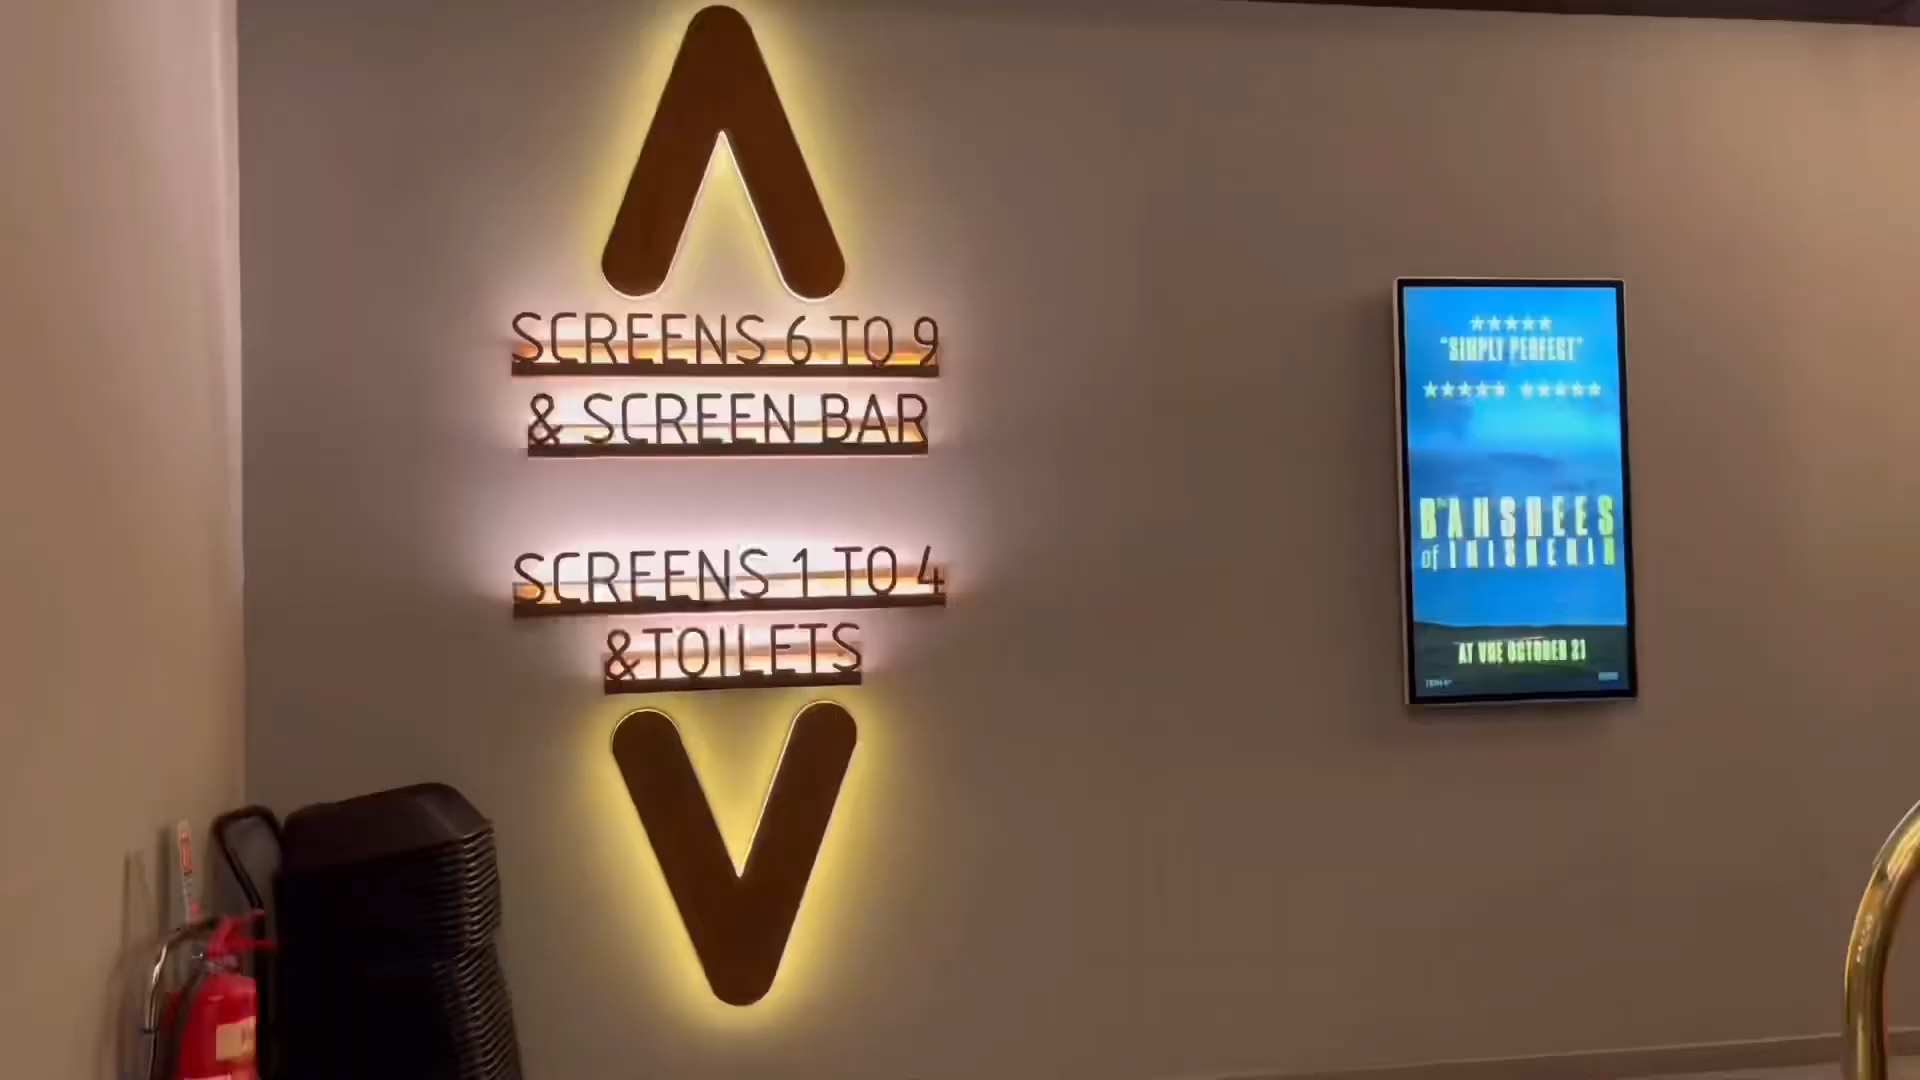 SCREENS 6 TO 9
& SCREEN BAR
SCREENS 1 TO 4
&TOILETS
★★★★★
"SIMPLY PERFECT"
★★★★★ ★★★★★
THE BANSHEES
of INISHERIN
AT VUE OCTOBER 21